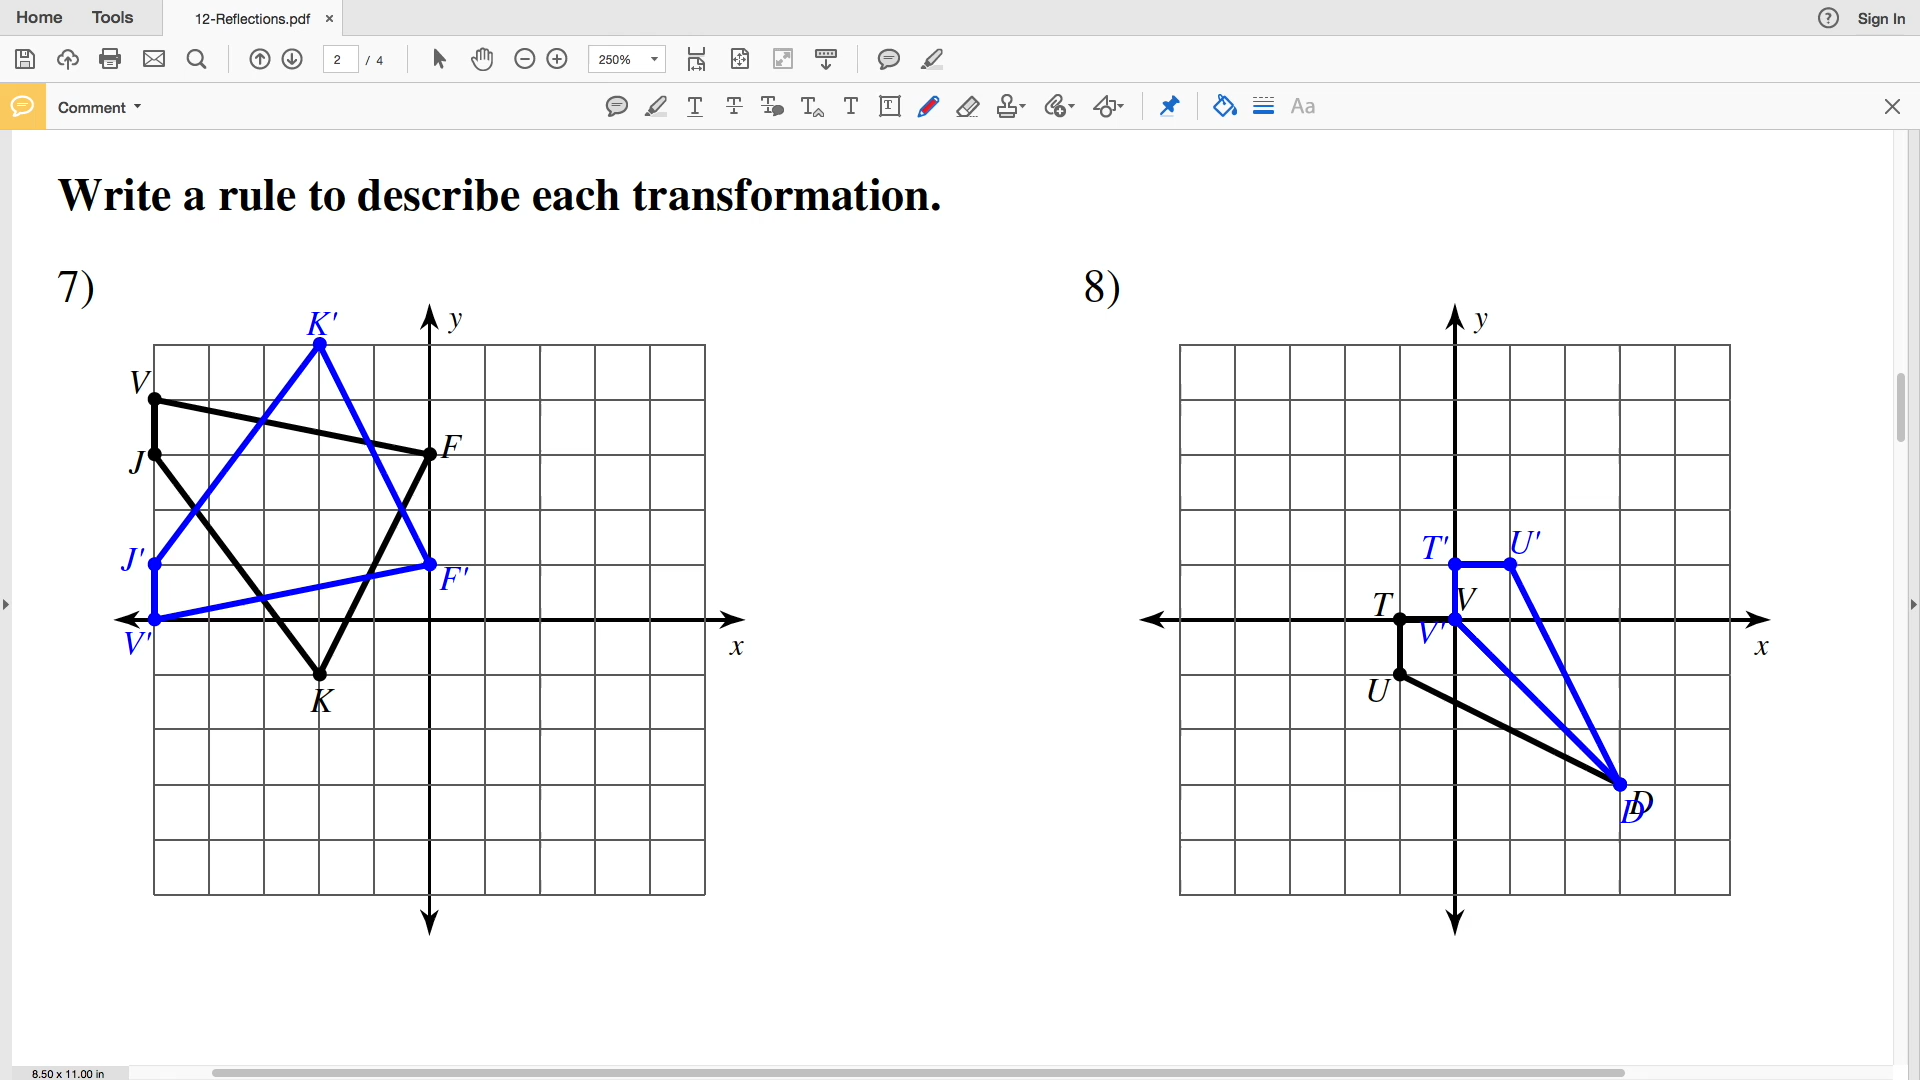 Home Tools 12-Reflections.pdf × Sign In
2 / 4 250%
Comment Aa
Write a rule to describe each transformation.
7)
K′
y
V
F
J
J′
F′
V′
x
K
8)
y
T′ U′
T V
V′
x
U
D
D
8.50 x 11.00 in